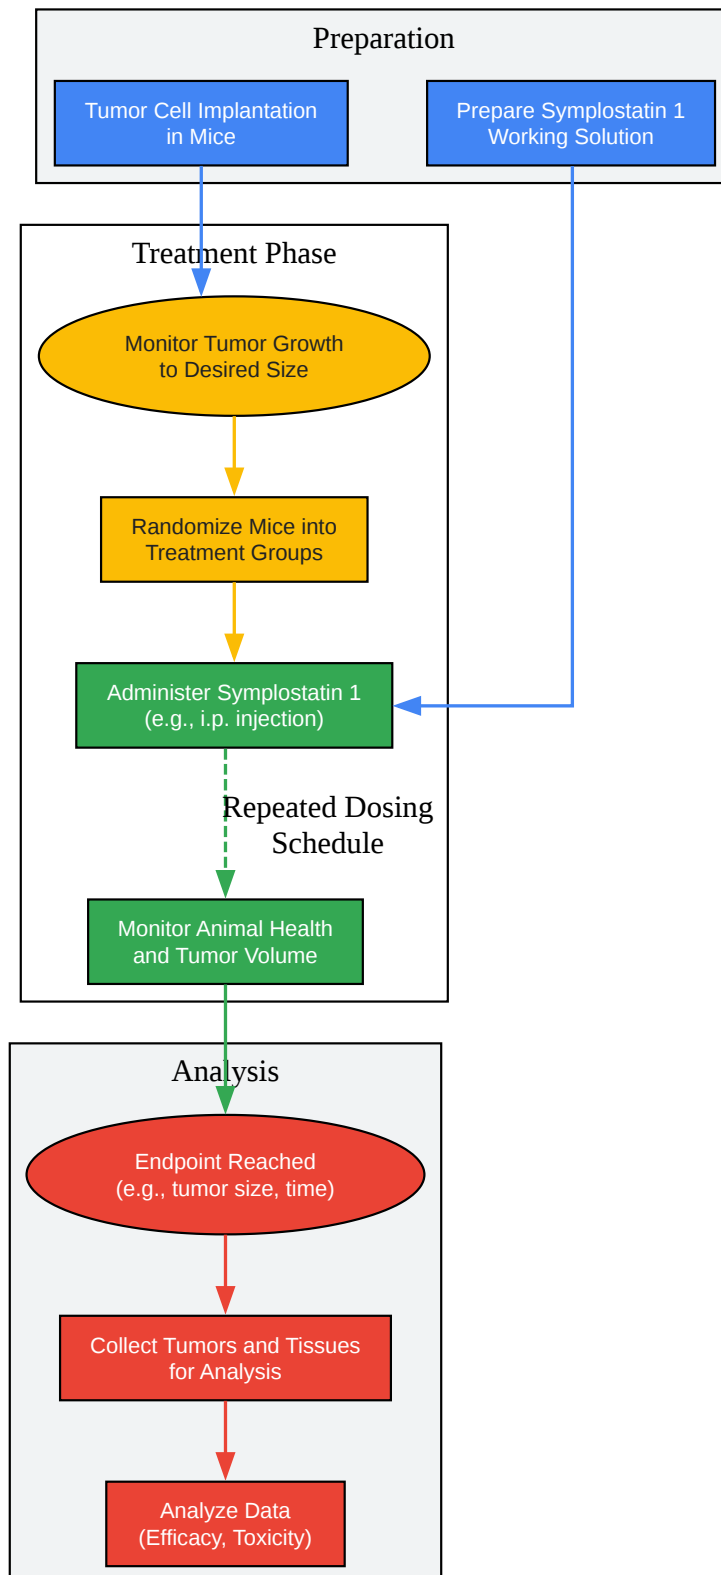 Preparation
Tumor Cell Implantation
in Mice
Prepare Symplostatin 1
Working Solution
Treatment Phase
Monitor Tumor Growth
to Desired Size
Randomize Mice into
Treatment Groups
Administer Symplostatin 1
(e.g., i.p. injection)
Repeated Dosing
Schedule
Monitor Animal Health
and Tumor Volume
Analysis
Endpoint Reached
(e.g., tumor size, time)
Collect Tumors and Tissues
for Analysis
Analyze Data
(Efficacy, Toxicity)